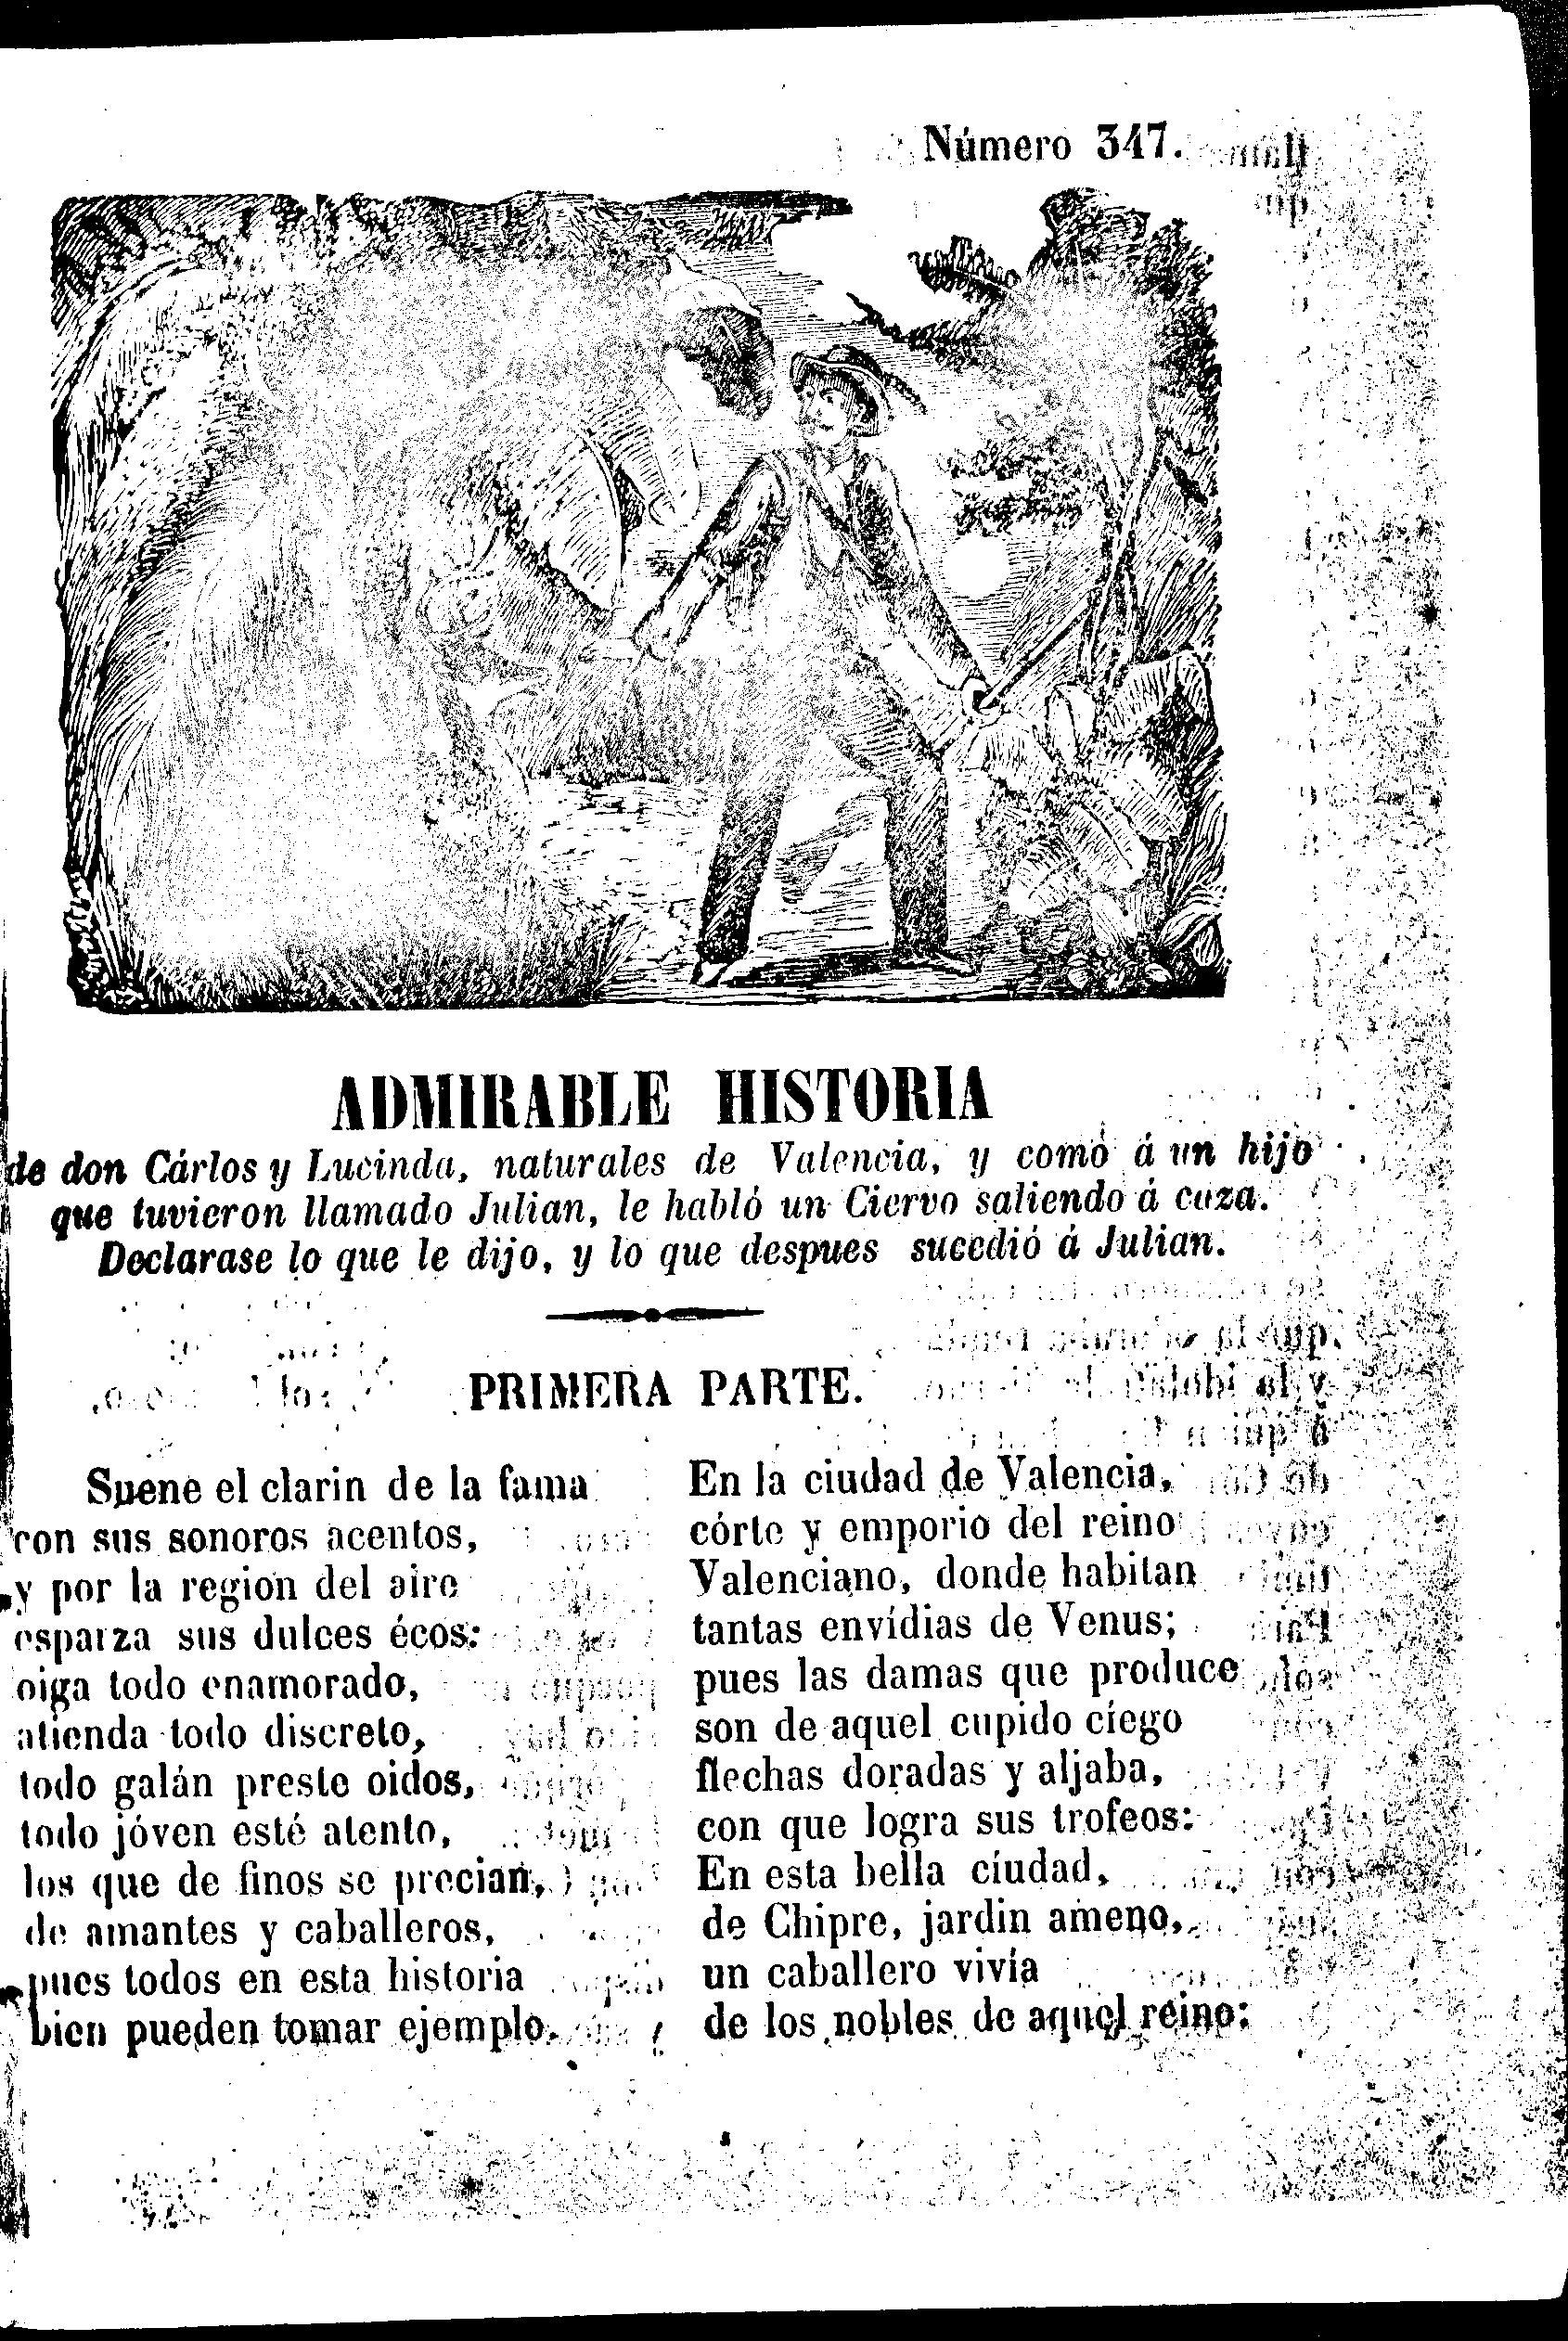 Número 347.
ADMIRABLE HISTORIA
de don Cárlos y Lucinda, naturales de Valencia, y como á un hijo
que tuvieron llamado Julian, le habló un Ciervo saliendo á caza.
Declarase lo que le dijo, y lo que despues sucedió á Julian.
PRIMERA PARTE.
Suene el clarin de la fama
con sus sonoros acentos,
y por la region del aire
esparza sus dulces écos:
oiga todo enamorado,
atienda todo discreto,
todo galán preste oidos,
todo jóven esté atento,
los que de finos se precian,
de amantes y caballeros,
pues todos en esta historia
bien pueden tomar ejemplo.
En la ciudad de Valencia,
córte y emporio del reino
Valenciano, donde habitan
tantas envídias de Venus;
pues las damas que produce
son de aquel cupido cíego
flechas doradas y aljaba,
con que logra sus trofeos:
En esta bella cíudad,
de Chipre, jardin ameno,
un caballero vivía
de los nobles de aquel reino: